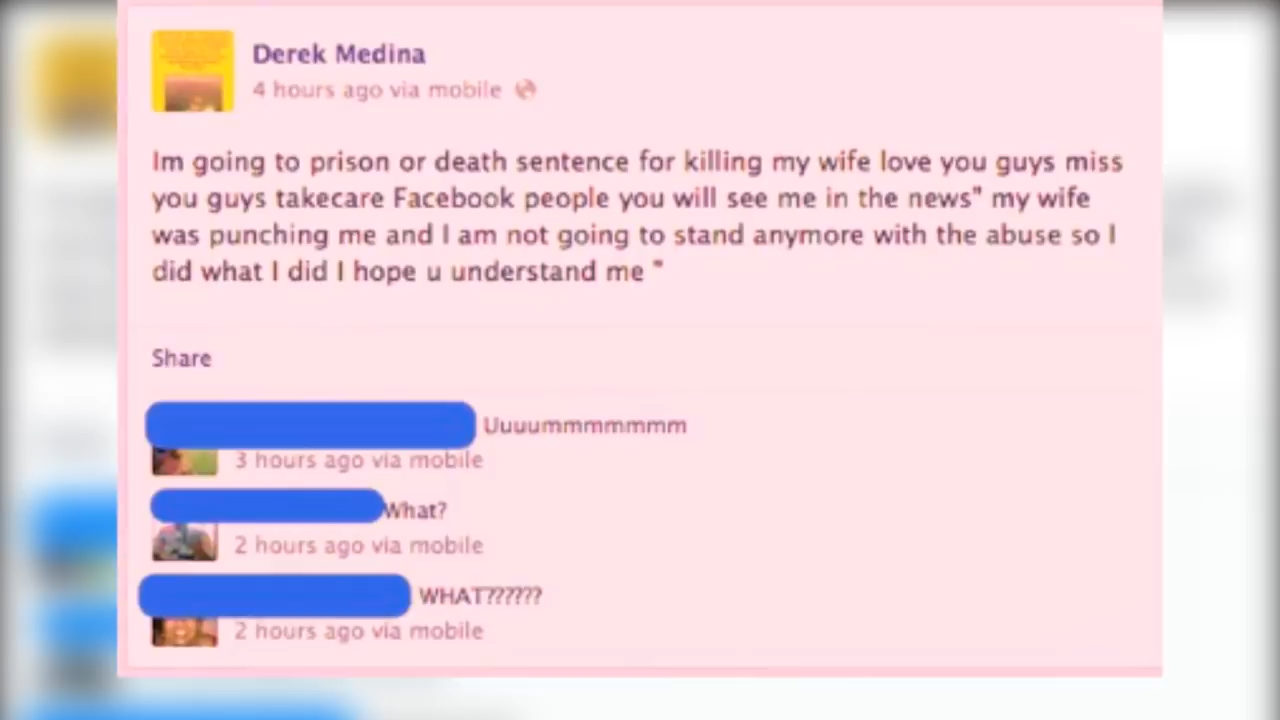 Derek Medina
4 hours ago via mobile
Im going to prison or death sentence for killing my wife love you guys miss
you guys takecare Facebook people you will see me in the news" my wife
was punching me and I am not going to stand anymore with the abuse so I
did what I did I hope u understand me "
Share
Uuuummmmmmm
3 hours ago via mobile
What?
2 hours ago via mobile
WHAT??????
2 hours ago via mobile